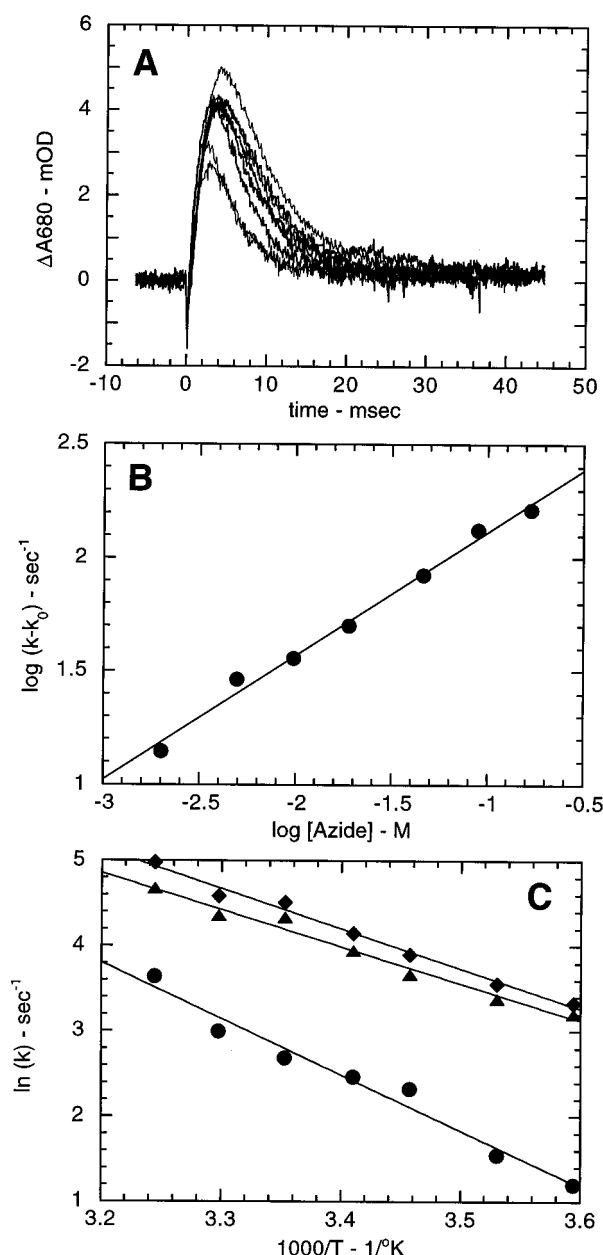 A
6
4
2
0
-2
ΔA680 - mOD
-10 0 10 20 30 40 50
time - msec
B
2.5
2
1.5
1
log (k-k₀) - sec⁻¹
-3 -2.5 -2 -1.5 -1 -0.5
log [Azide] - M
C
5
4
3
2
1
ln (k) - sec⁻¹
3.2 3.3 3.4 3.5 3.6
1000/T - 1/°K